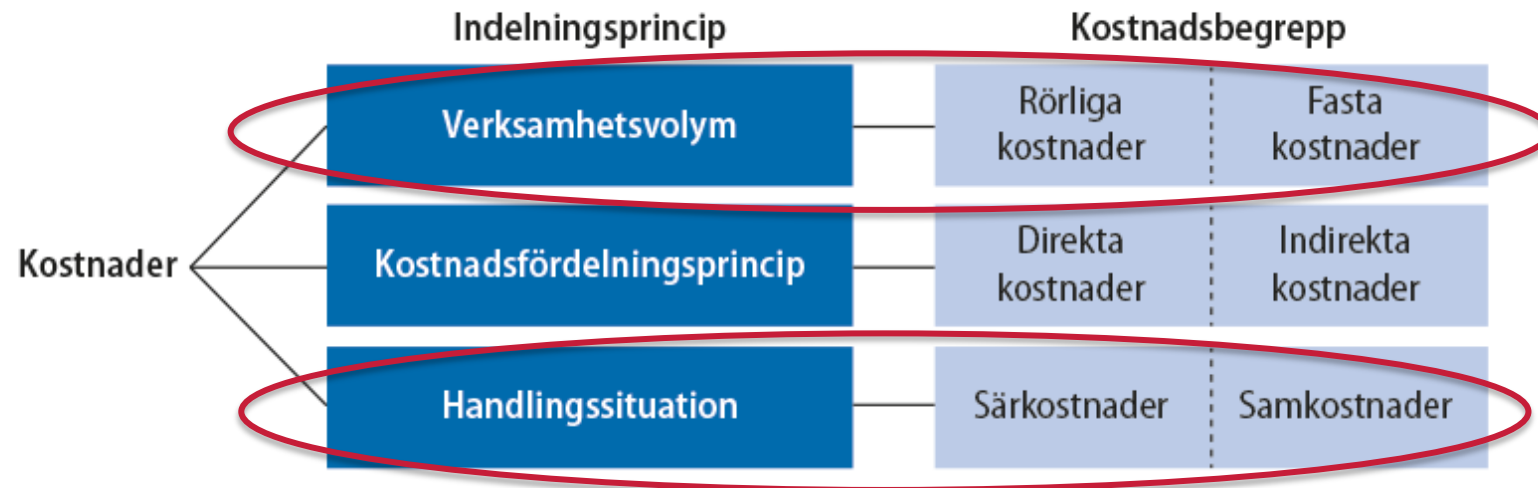 Indelningsprincip
Kostnadsbegrepp
Verksamhetsvolym
Rörliga
kostnader
Fasta
kostnader
Kostnader
Kostnadsfördelningsprincip
Direkta
kostnader
Indirekta
kostnader
Handlingssituation
Särkostnader
Samkostnader